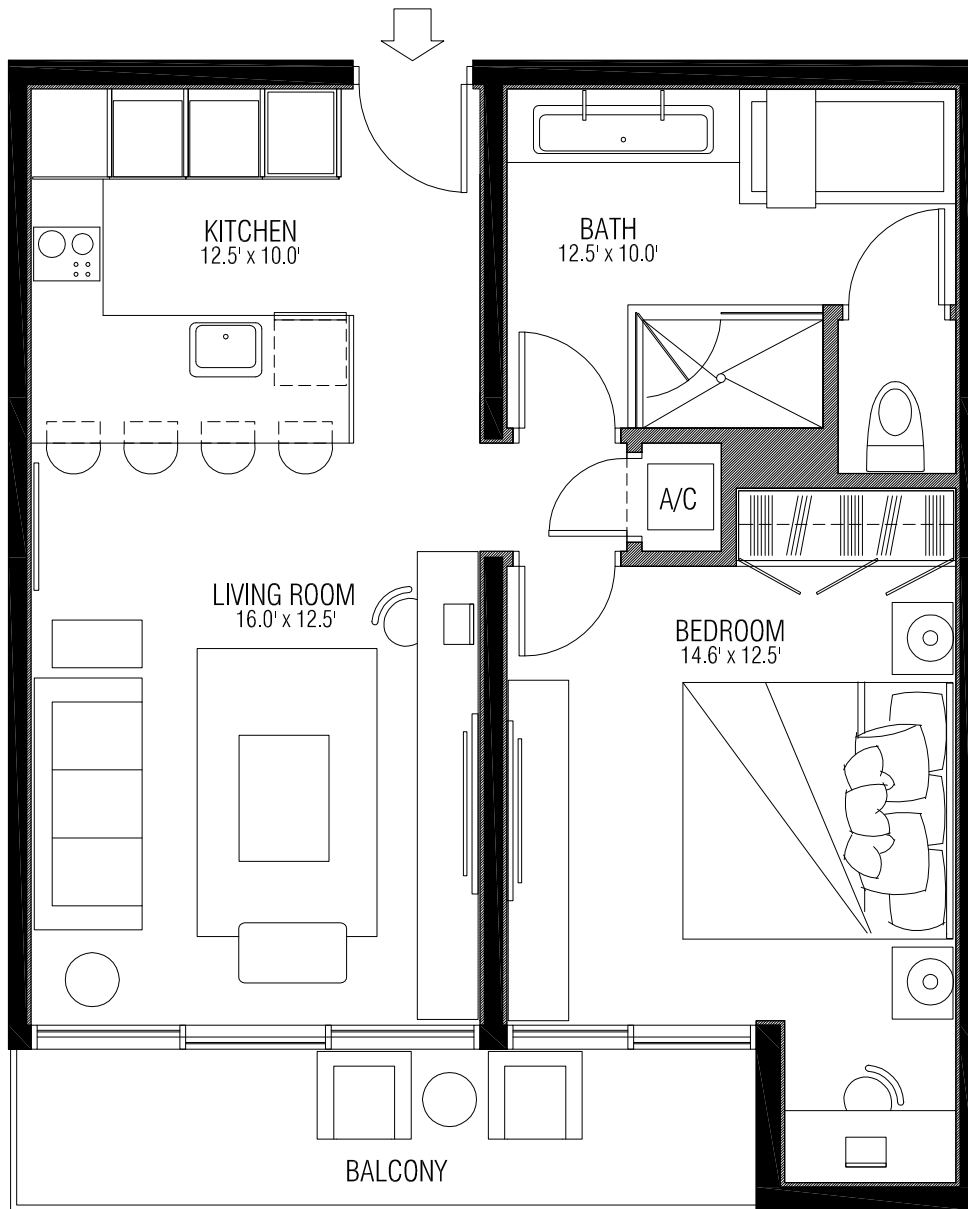 KITCHEN
12.5' x 10.0'
BATH
12.5' x 10.0'
A/C
LIVING ROOM
16.0' x 12.5'
BEDROOM
14.6' x 12.5'
BALCONY